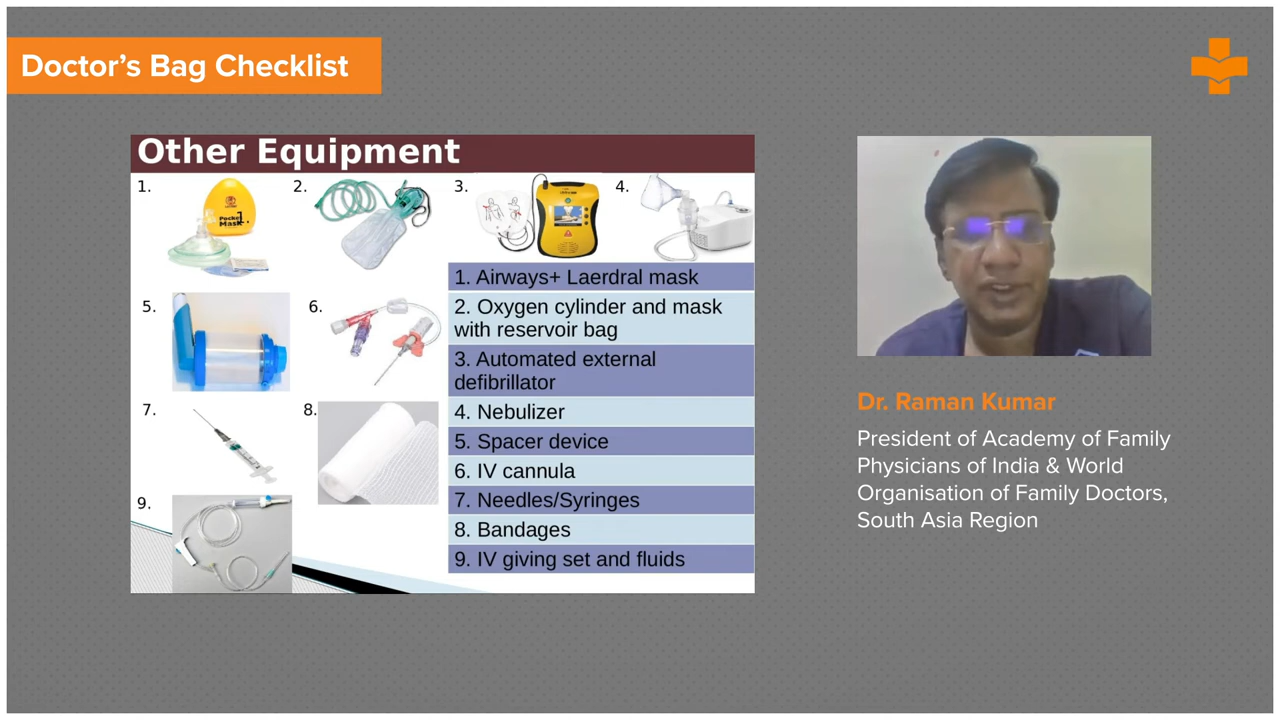 Doctor's Bag Checklist
Other Equipment
1.
2.
3.
4.
Pocket
Mask
5.
6.
7.
8.
9.
1. Airways+ Laerdral mask
2. Oxygen cylinder and mask
with reservoir bag
3. Automated external
defibrillator
4. Nebulizer
5. Spacer device
6. IV cannula
7. Needles/Syringes
8. Bandages
9. IV giving set and fluids
Dr. Raman Kumar
President of Academy of Family
Physicians of India & World
Organisation of Family Doctors,
South Asia Region